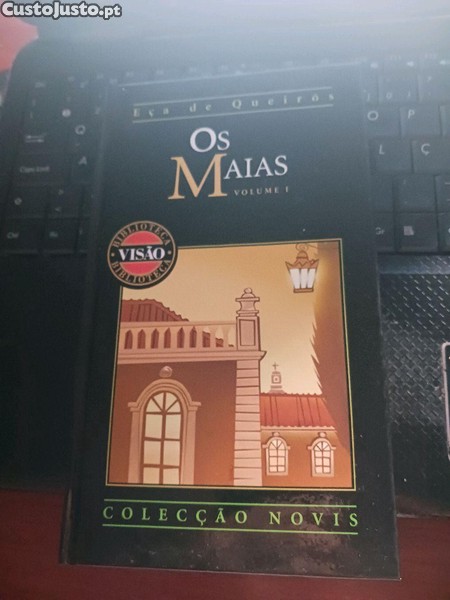 CustoJusto.pt
Eça de Queirós
Os
MAIAS
VOLUME I
BIBLIOTECA
VISÃO
BIBLIOTECA
COLECÇÃO NOVIS
Q
A
O
P
L
Ç